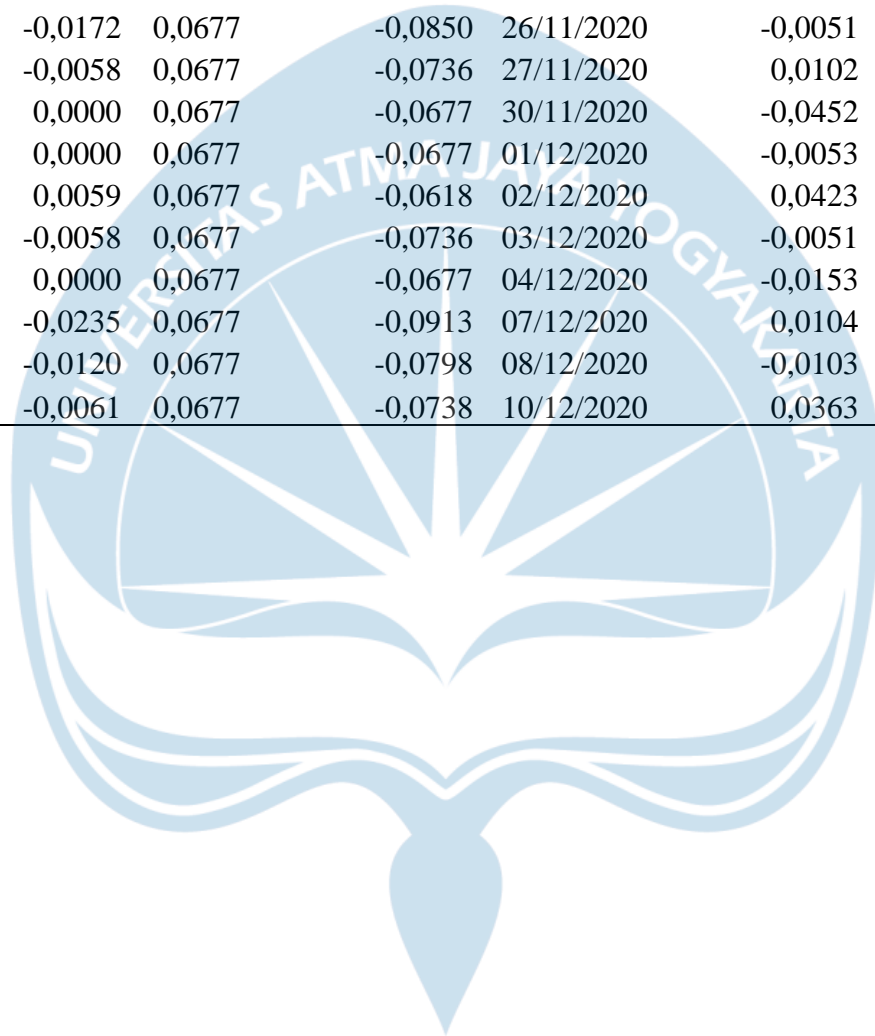 -0,0172 0,0677 -0,0850 26/11/2020 -0,0051
-0,0058 0,0677 -0,0736 27/11/2020 0,0102
0,0000 0,0677 -0,0677 30/11/2020 -0,0452
0,0000 0,0677 -0,0677 01/12/2020 -0,0053
0,0059 0,0677 -0,0618 02/12/2020 0,0423
-0,0058 0,0677 -0,0736 03/12/2020 -0,0051
0,0000 0,0677 -0,0677 04/12/2020 -0,0153
-0,0235 0,0677 -0,0913 07/12/2020 0,0104
-0,0120 0,0677 -0,0798 08/12/2020 -0,0103
-0,0061 0,0677 -0,0738 10/12/2020 0,0363
UNIVERSITAS ATMA JAYA YOGYAKARTA